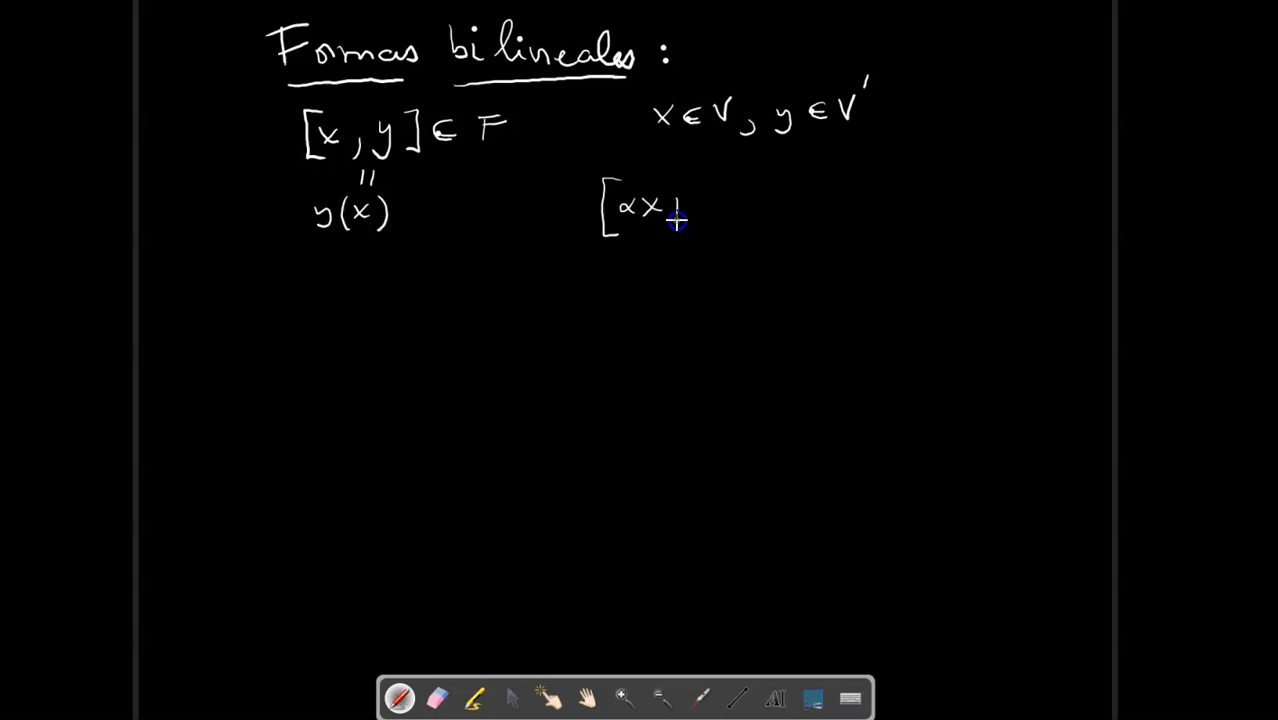 Formas bilineales :
[x, y] ∈ F    x ∈ V, y ∈ V'
=
y(x)    [αx